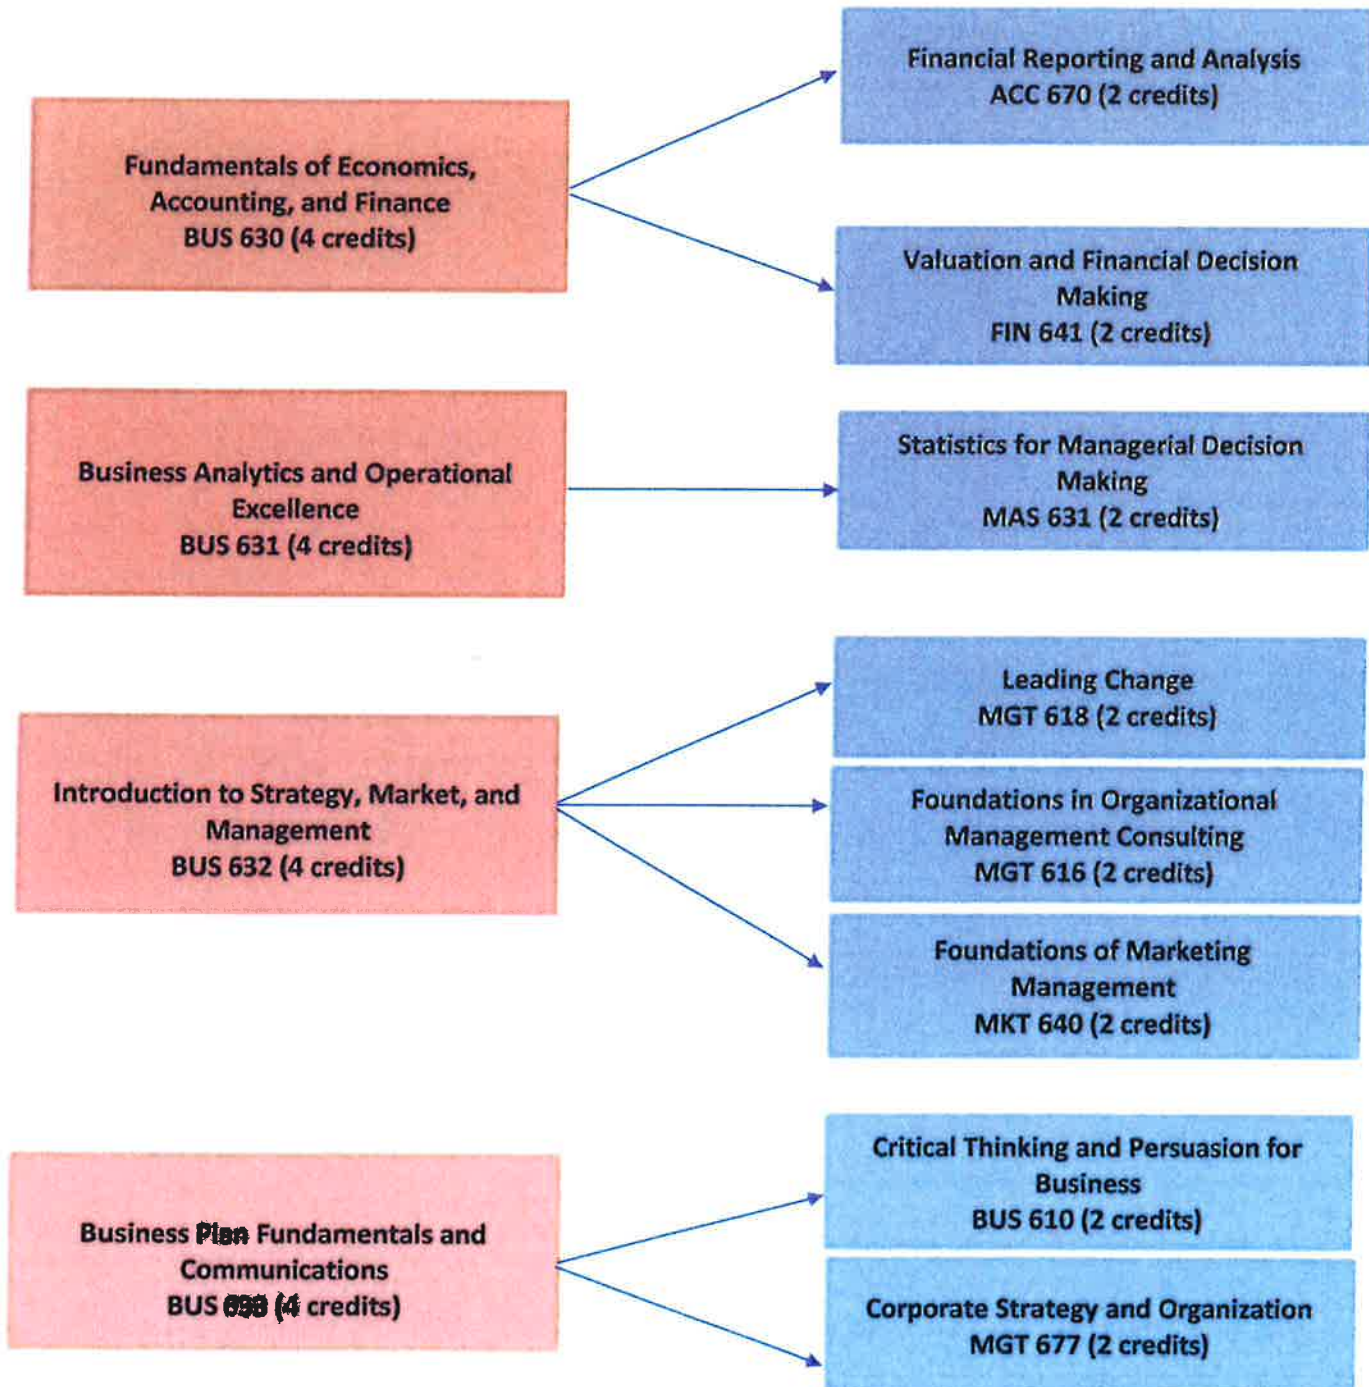 Fundamentals of Economics,
Accounting, and Finance
BUS 630 (4 credits)
Financial Reporting and Analysis
ACC 670 (2 credits)
Valuation and Financial Decision
Making
FIN 641 (2 credits)
Business Analytics and Operational
Excellence
BUS 631 (4 credits)
Statistics for Managerial Decision
Making
MAS 631 (2 credits)
Introduction to Strategy, Market, and
Management
BUS 632 (4 credits)
Leading Change
MGT 618 (2 credits)
Foundations in Organizational
Management Consulting
MGT 616 (2 credits)
Foundations of Marketing
Management
MKT 640 (2 credits)
Business Plan Fundamentals and
Communications
BUS (4 credits)
Critical Thinking and Persuasion for
Business
BUS 610 (2 credits)
Corporate Strategy and Organization
MGT 677 (2 credits)